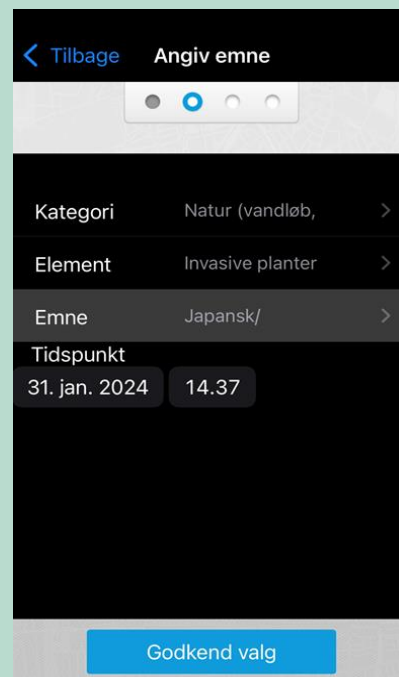 Tilbage Angiv emne
Kategori Natur (vandløb,
Element Invasive planter
Emne Japansk/
Tidspunkt
31. jan. 2024 14.37
Godkend valg